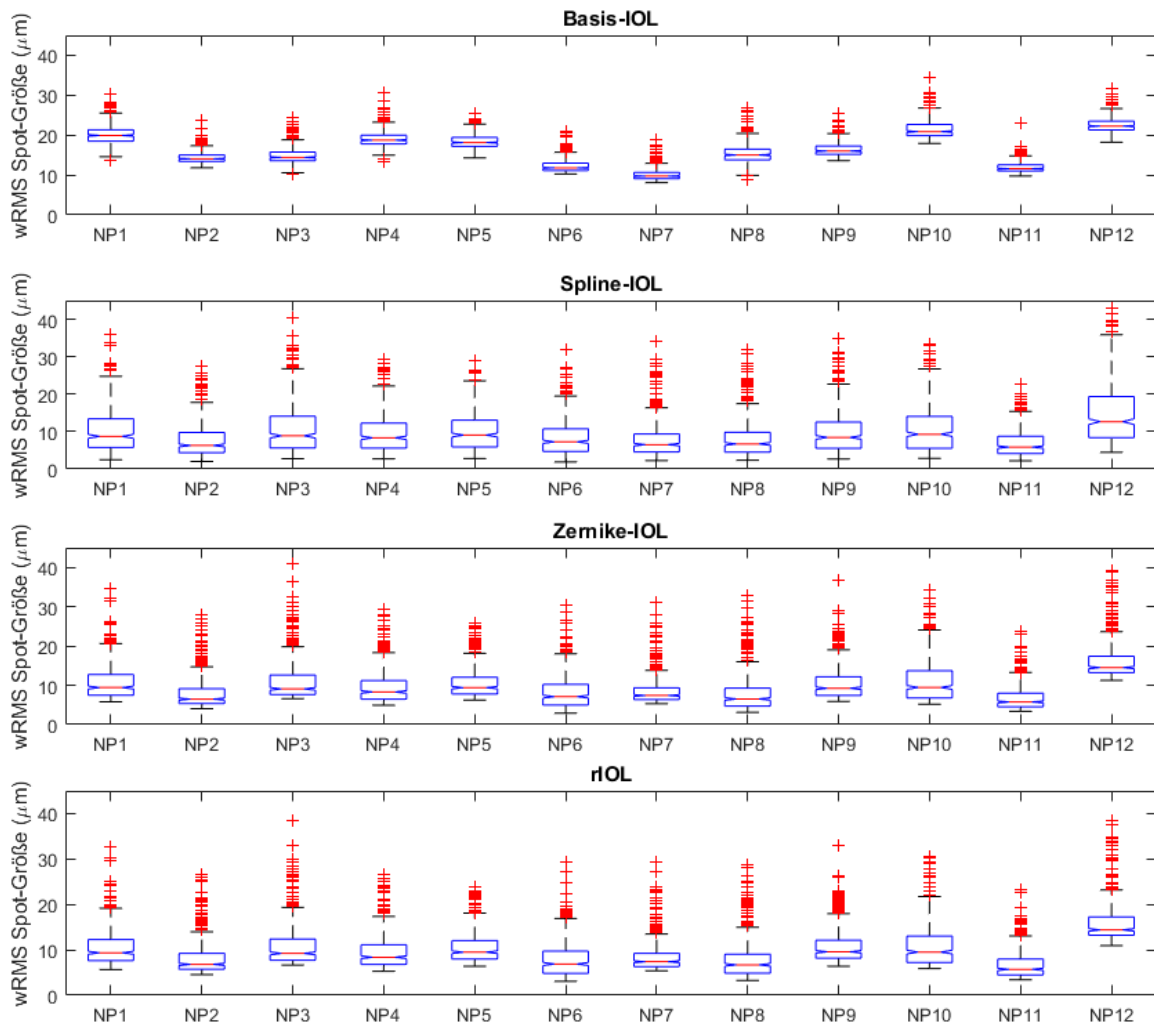 Basis-IOL
wRMS Spot-Größe (μm)
40
30
20
10
0
NP1 NP2 NP3 NP4 NP5 NP6 NP7 NP8 NP9 NP10 NP11 NP12
Spline-IOL
wRMS Spot-Größe (μm)
40
30
20
10
0
NP1 NP2 NP3 NP4 NP5 NP6 NP7 NP8 NP9 NP10 NP11 NP12
Zernike-IOL
wRMS Spot-Größe (μm)
40
30
20
10
0
NP1 NP2 NP3 NP4 NP5 NP6 NP7 NP8 NP9 NP10 NP11 NP12
rIOL
wRMS Spot-Größe (μm)
40
30
20
10
0
NP1 NP2 NP3 NP4 NP5 NP6 NP7 NP8 NP9 NP10 NP11 NP12